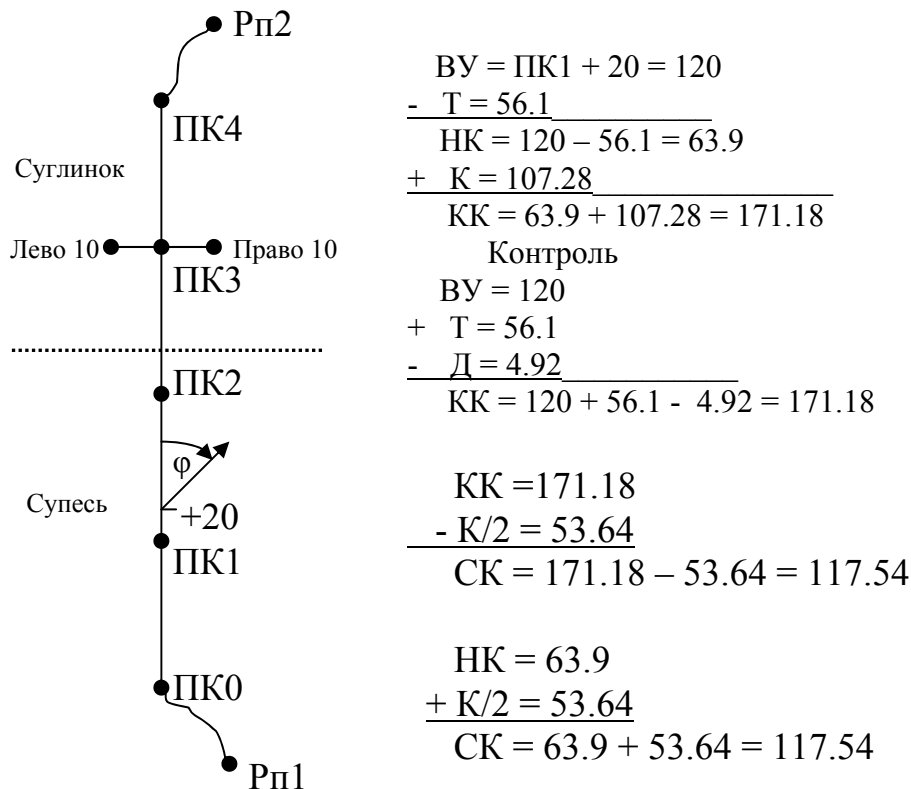 Рп2
ПК4
Суглинок
Лево 10
Право 10
ПК3
ПК2
φ
Супесь
+20
ПК1
ПК0
Рп1
ВУ = ПК1 + 20 = 120
- Т = 56.1
НК = 120 – 56.1 = 63.9
+ К = 107.28
КК = 63.9 + 107.28 = 171.18
Контроль
ВУ = 120
+ Т = 56.1
- Д = 4.92
КК = 120 + 56.1 - 4.92 = 171.18
КК =171.18
- К/2 = 53.64
СК = 171.18 – 53.64 = 117.54
НК = 63.9
+ К/2 = 53.64
СК = 63.9 + 53.64 = 117.54